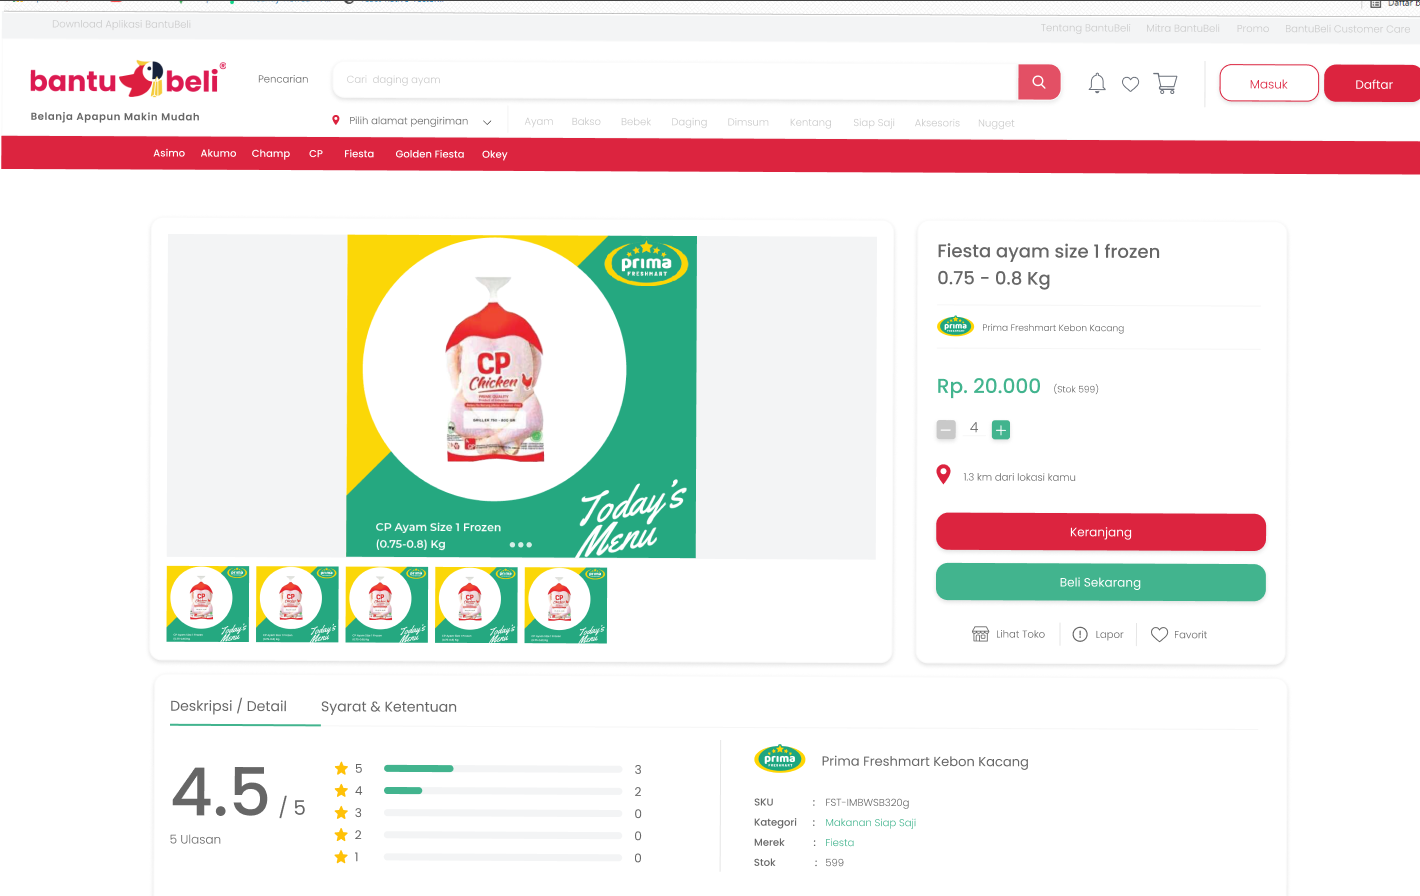 Daftar b
Download Aplikasi BantuBeli
Tentang BantuBeli Mitra BantuBeli Promo BantuBeli Customer Care
bantu beli®
Belanja Apapun Makin Mudah
Pencarian
Cari daging ayam
Masuk
Daftar
Pilih alamat pengiriman
Ayam Bakso Bebek Daging Dimsum Kentang Siap Saji Aksesoris Nugget
Asimo Akumo Champ CP Fiesta Golden Fiesta Okey
prima
FRESHMART
CP
Chicken
PRIME QUALITY
CP Ayam Size 1 Frozen
(0.75-0.8) Kg
Today's
Menu
Fiesta ayam size 1 frozen
0.75 - 0.8 Kg
prima
Prima Freshmart Kebon Kacang
Rp. 20.000 (Stok 599)
4
1.3 km dari lokasi kamu
Keranjang
Beli Sekarang
Lihat Toko
Lapor
Favorit
Deskripsi / Detail
Syarat & Ketentuan
4.5 / 5
5 Ulasan
5 3
4 2
3 0
2 0
1 0
prima
FRESHMART
Prima Freshmart Kebon Kacang
SKU : FST-IMBWSB320g
Kategori : Makanan Siap Saji
Merek : Fiesta
Stok : 599